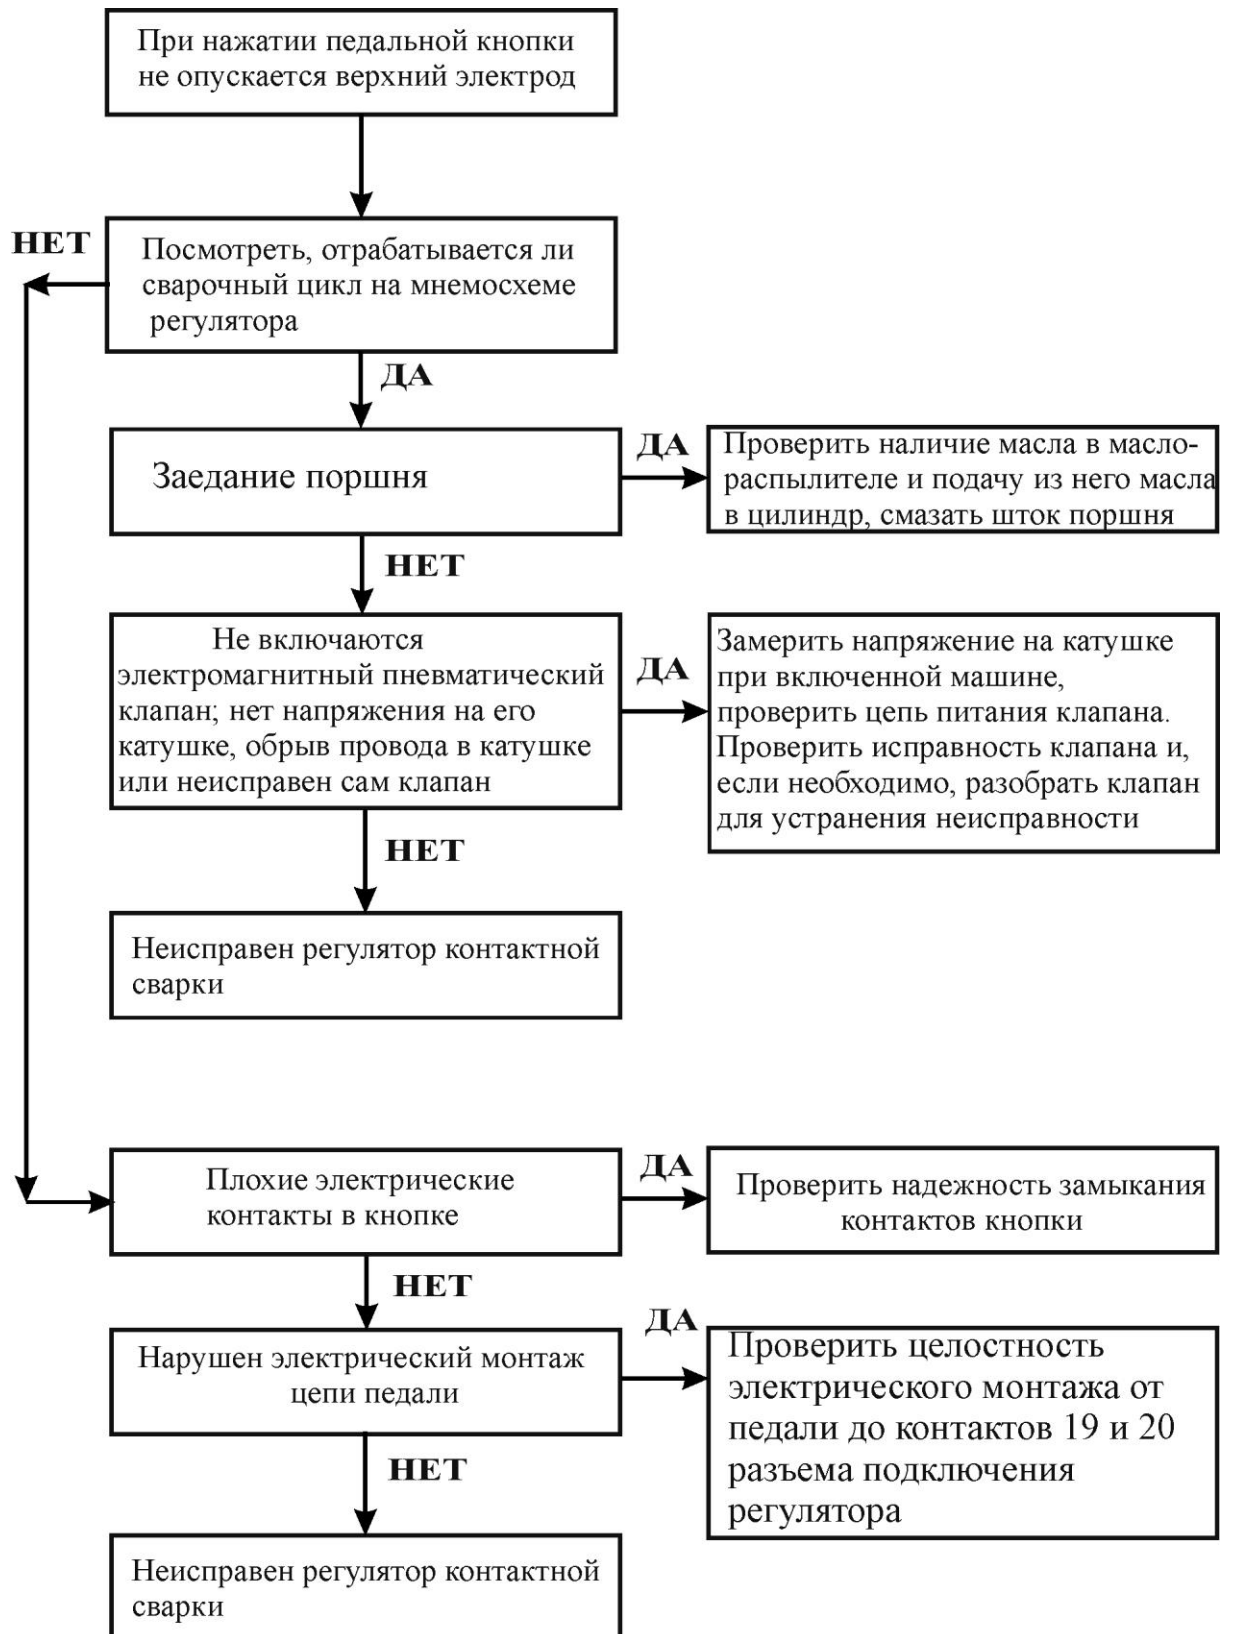 При нажатии педальной кнопки
не опускается верхний электрод
НЕТ
Посмотреть, отрабатывается ли
сварочный цикл на мнемосхеме
регулятора
ДА
Заедание поршня
ДА
Проверить наличие масла в масло-
распылителе и подачу из него масла
в цилиндр, смазать шток поршня
НЕТ
Не включаются
электромагнитный пневматический
клапан; нет напряжения на его
катушке, обрыв провода в катушке
или неисправен сам клапан
ДА
Замерить напряжение на катушке
при включенной машине,
проверить цепь питания клапана.
Проверить исправность клапана и,
если необходимо, разобрать клапан
для устранения неисправности
НЕТ
Неисправен регулятор контактной
сварки
Плохие электрические
контакты в кнопке
ДА
Проверить надежность замыкания
контактов кнопки
НЕТ
Нарушен электрический монтаж
цепи педали
ДА
Проверить целостность
электрического монтажа от
педали до контактов 19 и 20
разъема подключения
регулятора
НЕТ
Неисправен регулятор контактной
сварки